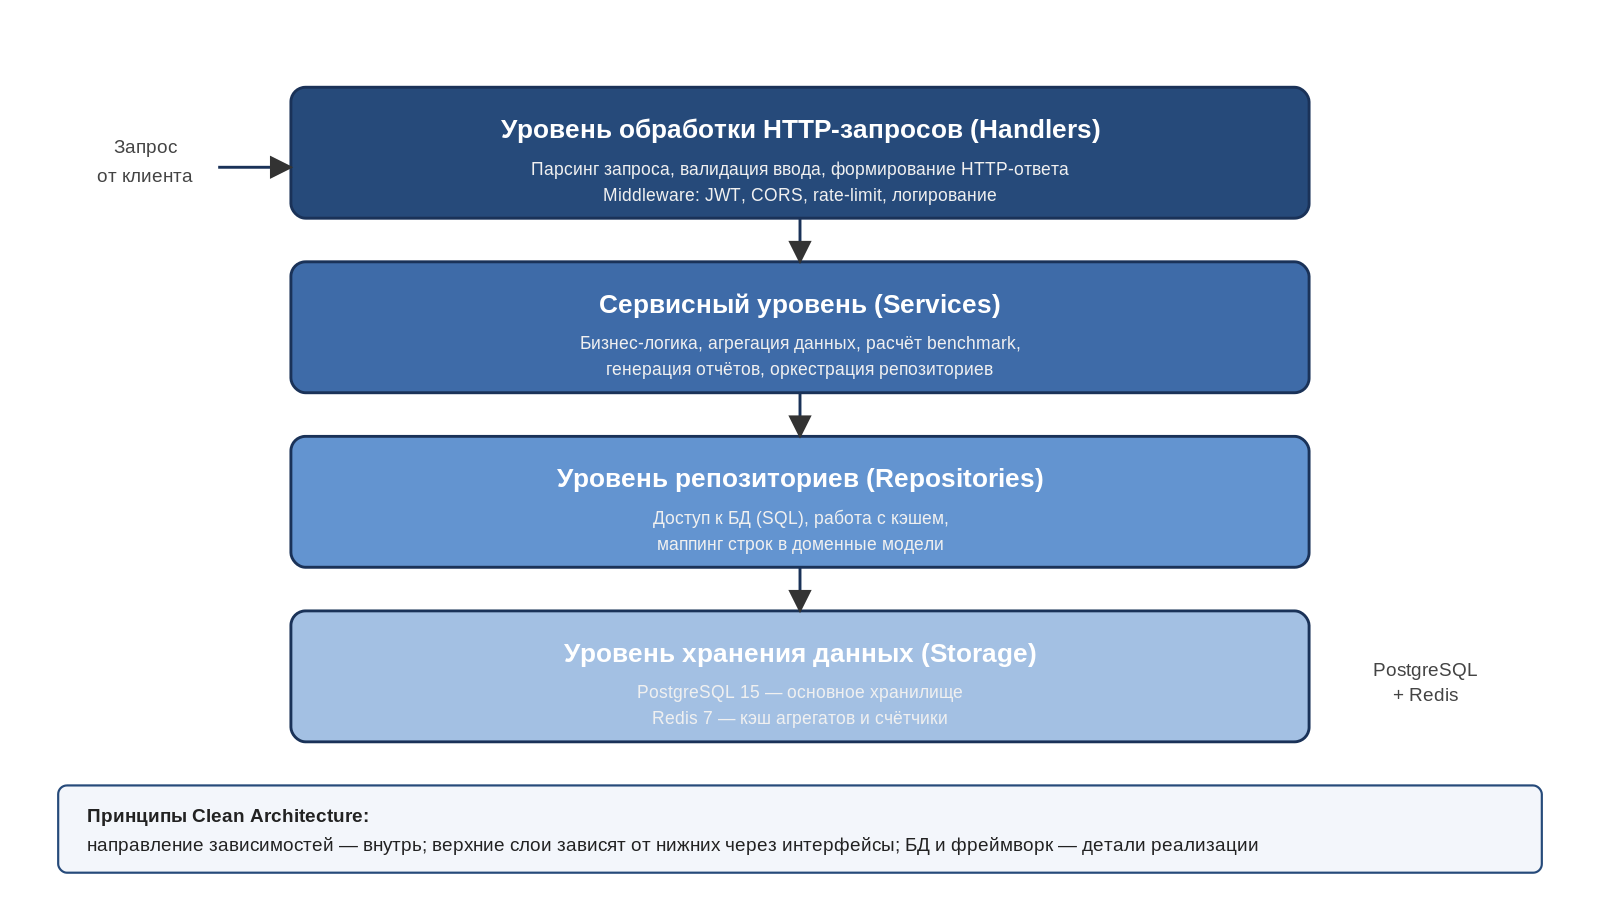 Запрос
от клиента
Уровень обработки HTTP-запросов (Handlers)
Парсинг запроса, валидация ввода, формирование HTTP-ответа
Middleware: JWT, CORS, rate-limit, логирование
Сервисный уровень (Services)
Бизнес-логика, агрегация данных, расчёт benchmark,
генерация отчётов, оркестрация репозиториев
Уровень репозиториев (Repositories)
Доступ к БД (SQL), работа с кэшем,
маппинг строк в доменные модели
Уровень хранения данных (Storage)
PostgreSQL 15 — основное хранилище
Redis 7 — кэш агрегатов и счётчики
PostgreSQL
+ Redis
Принципы Clean Architecture:
направление зависимостей — внутрь; верхние слои зависят от нижних через интерфейсы; БД и фреймворк — детали реализации